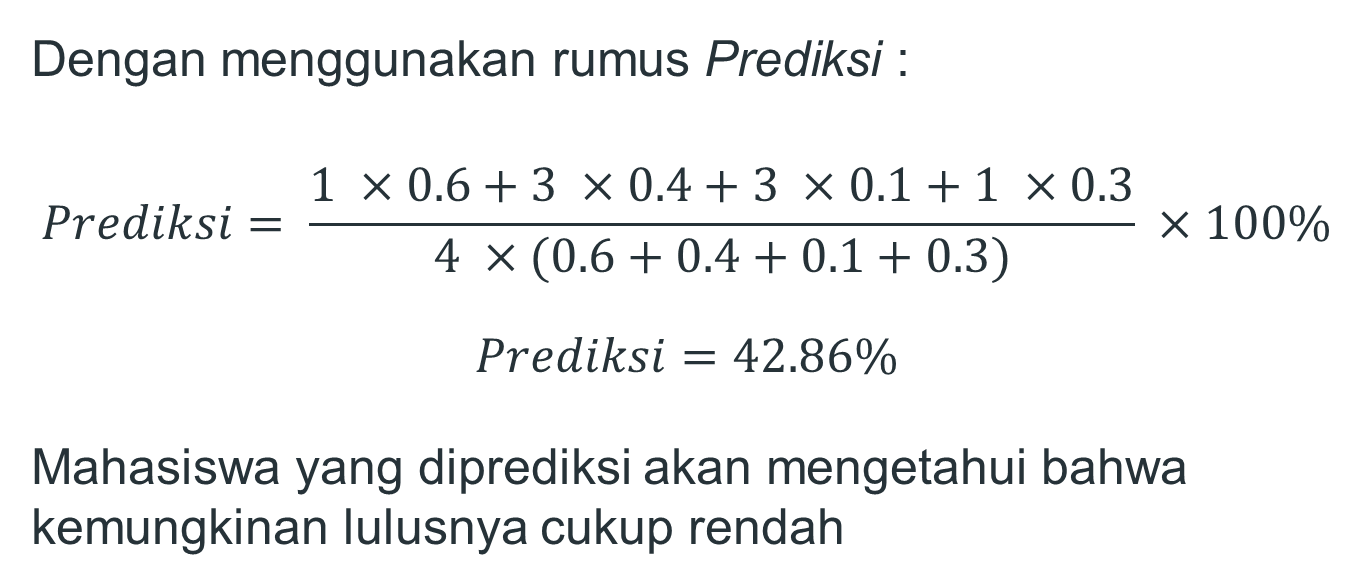 Dengan menggunakan rumus Prediksi :
Prediksi = \frac{1 × 0.6 + 3 × 0.4 + 3 × 0.1 + 1 × 0.3}{4 × (0.6 + 0.4 + 0.1 + 0.3)} × 100%
Prediksi = 42.86%
Mahasiswa yang diprediksi akan mengetahui bahwa
kemungkinan lulusnya cukup rendah